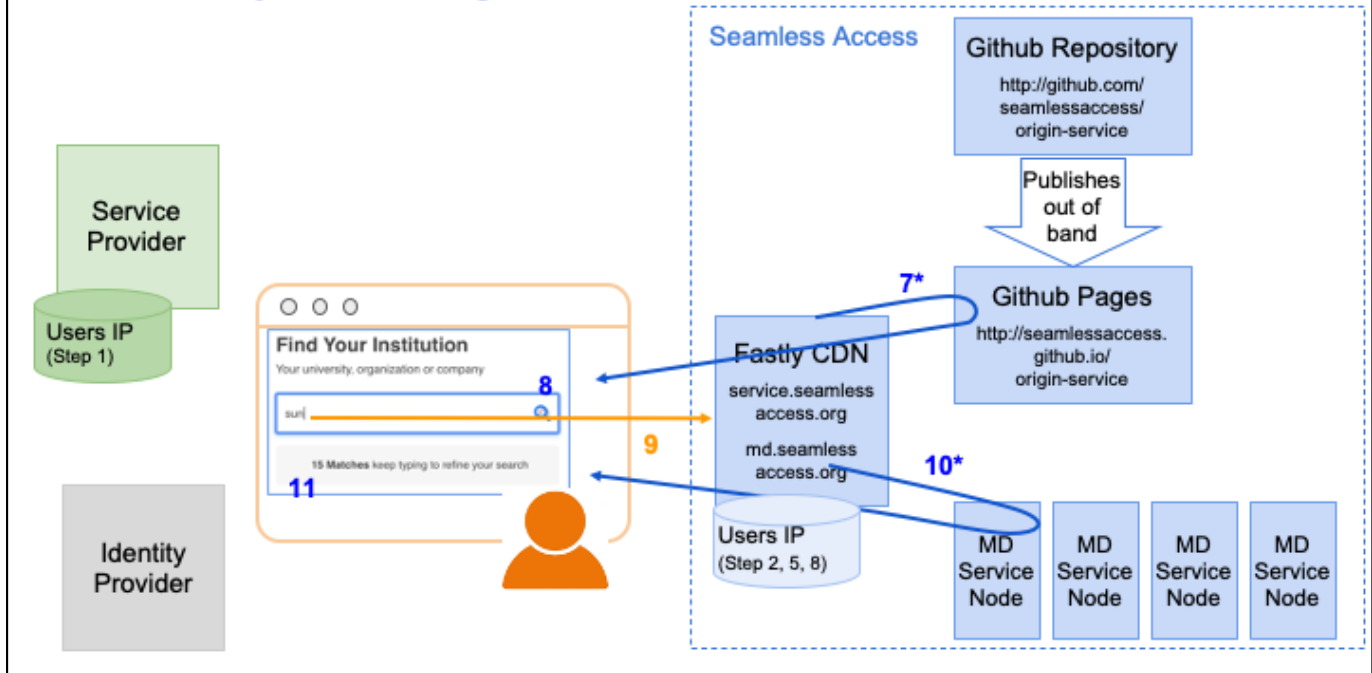 Seamless Access
Github Repository
http://github.com/
seamlessaccess/
origin-service
Publishes
out of
band
Service
Provider
Users IP
(Step 1)
7*
Github Pages
http://seamlessaccess.
github.io/
origin-service
Find Your Institution
Your university, organization or company
8
sun
9
15 Matches keep typing to refine your search
11
Fastly CDN
service.seamless
access.org
md.seamless
access.org
10*
Users IP
(Step 2, 5, 8)
Identity
Provider
MD
Service
Node
MD
Service
Node
MD
Service
Node
MD
Service
Node